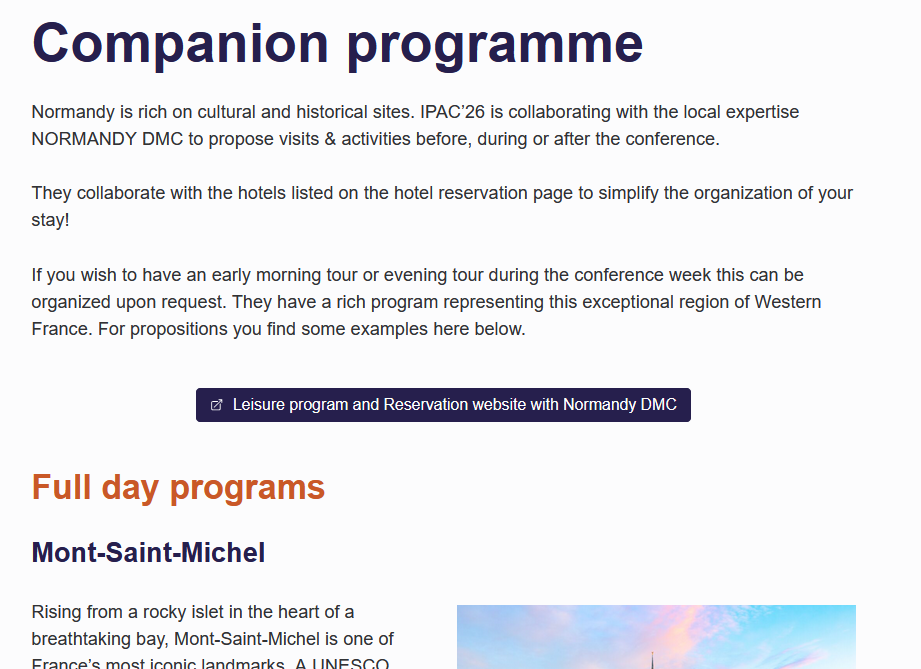 Companion programme
Normandy is rich on cultural and historical sites. IPAC’26 is collaborating with the local expertise
NORMANDY DMC to propose visits & activities before, during or after the conference.
They collaborate with the hotels listed on the hotel reservation page to simplify the organization of your
stay!
If you wish to have an early morning tour or evening tour during the conference week this can be
organized upon request. They have a rich program representing this exceptional region of Western
France. For propositions you find some examples here below.
Leisure program and Reservation website with Normandy DMC
Full day programs
Mont-Saint-Michel
Rising from a rocky islet in the heart of a
breathtaking bay, Mont-Saint-Michel is one of
France’s most iconic landmarks. A UNESCO